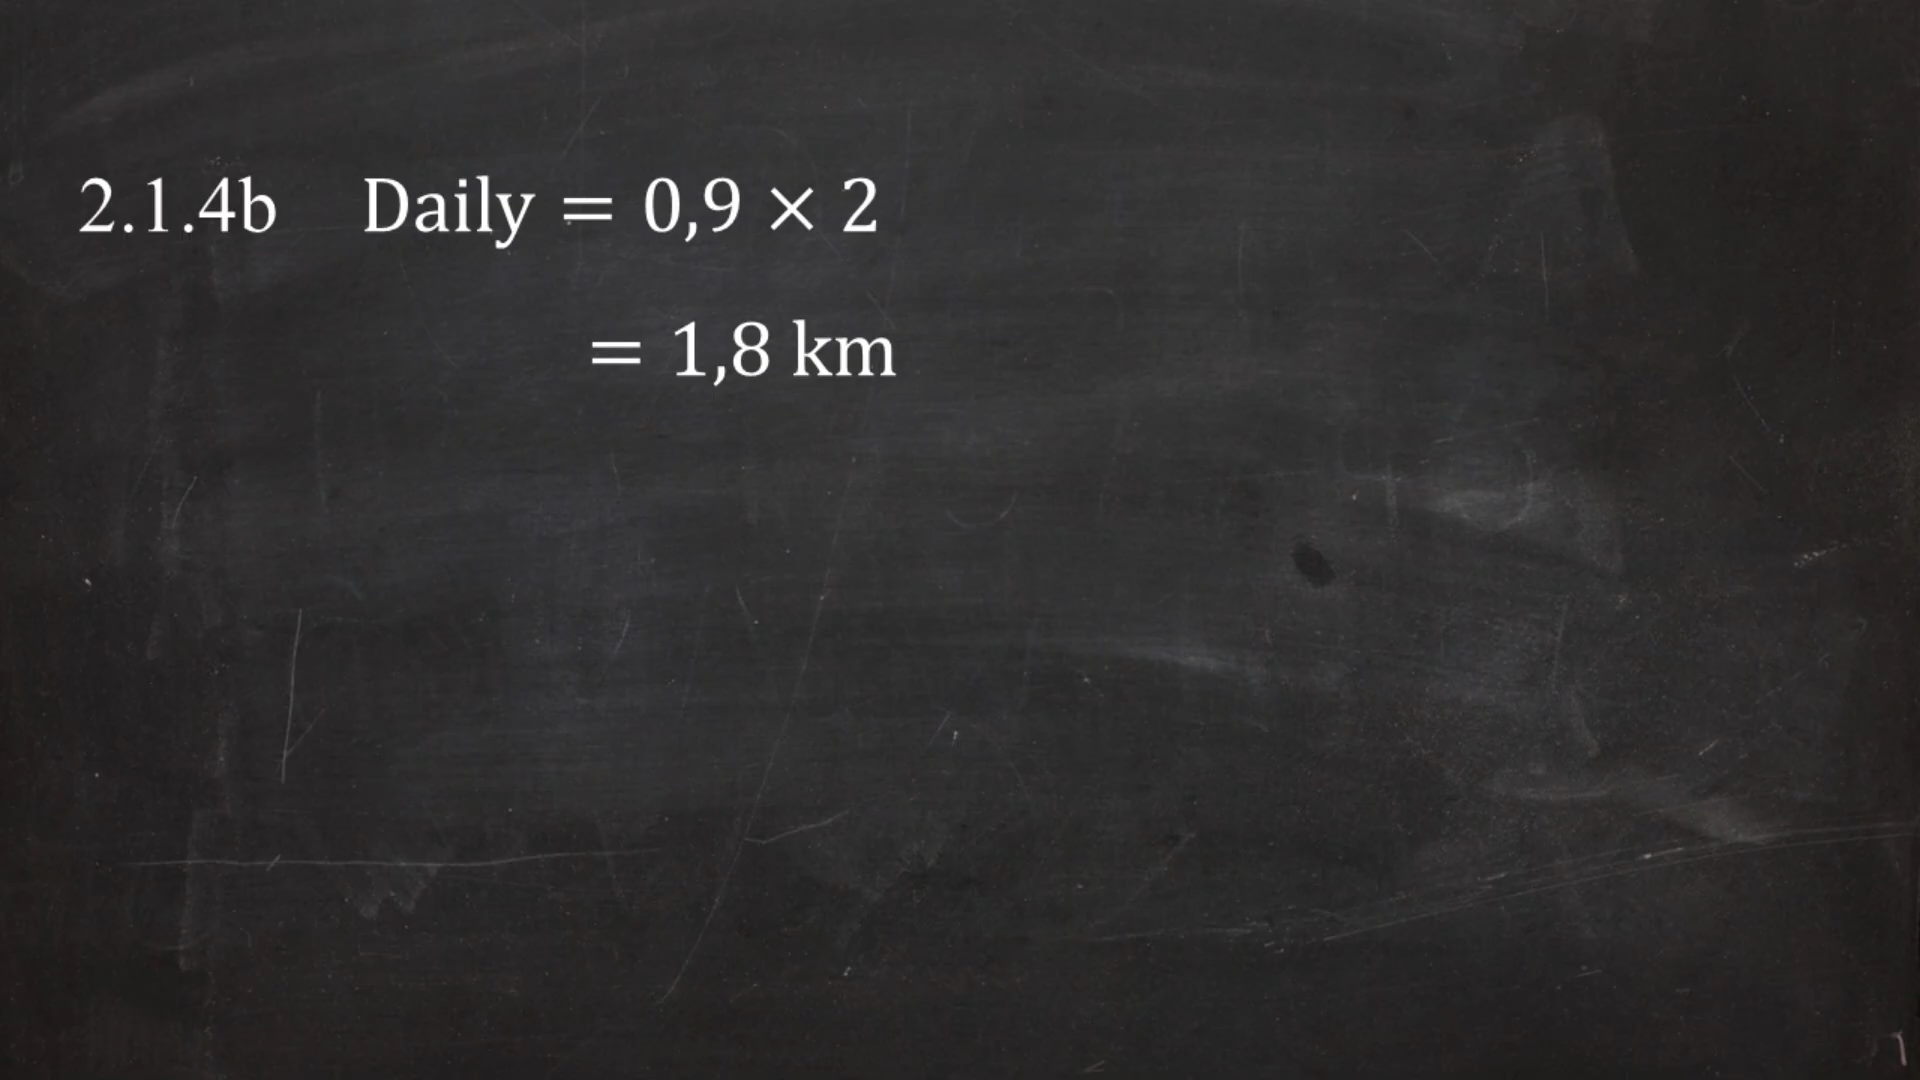 2.1.4b Daily = 0,9 × 2
= 1,8 km